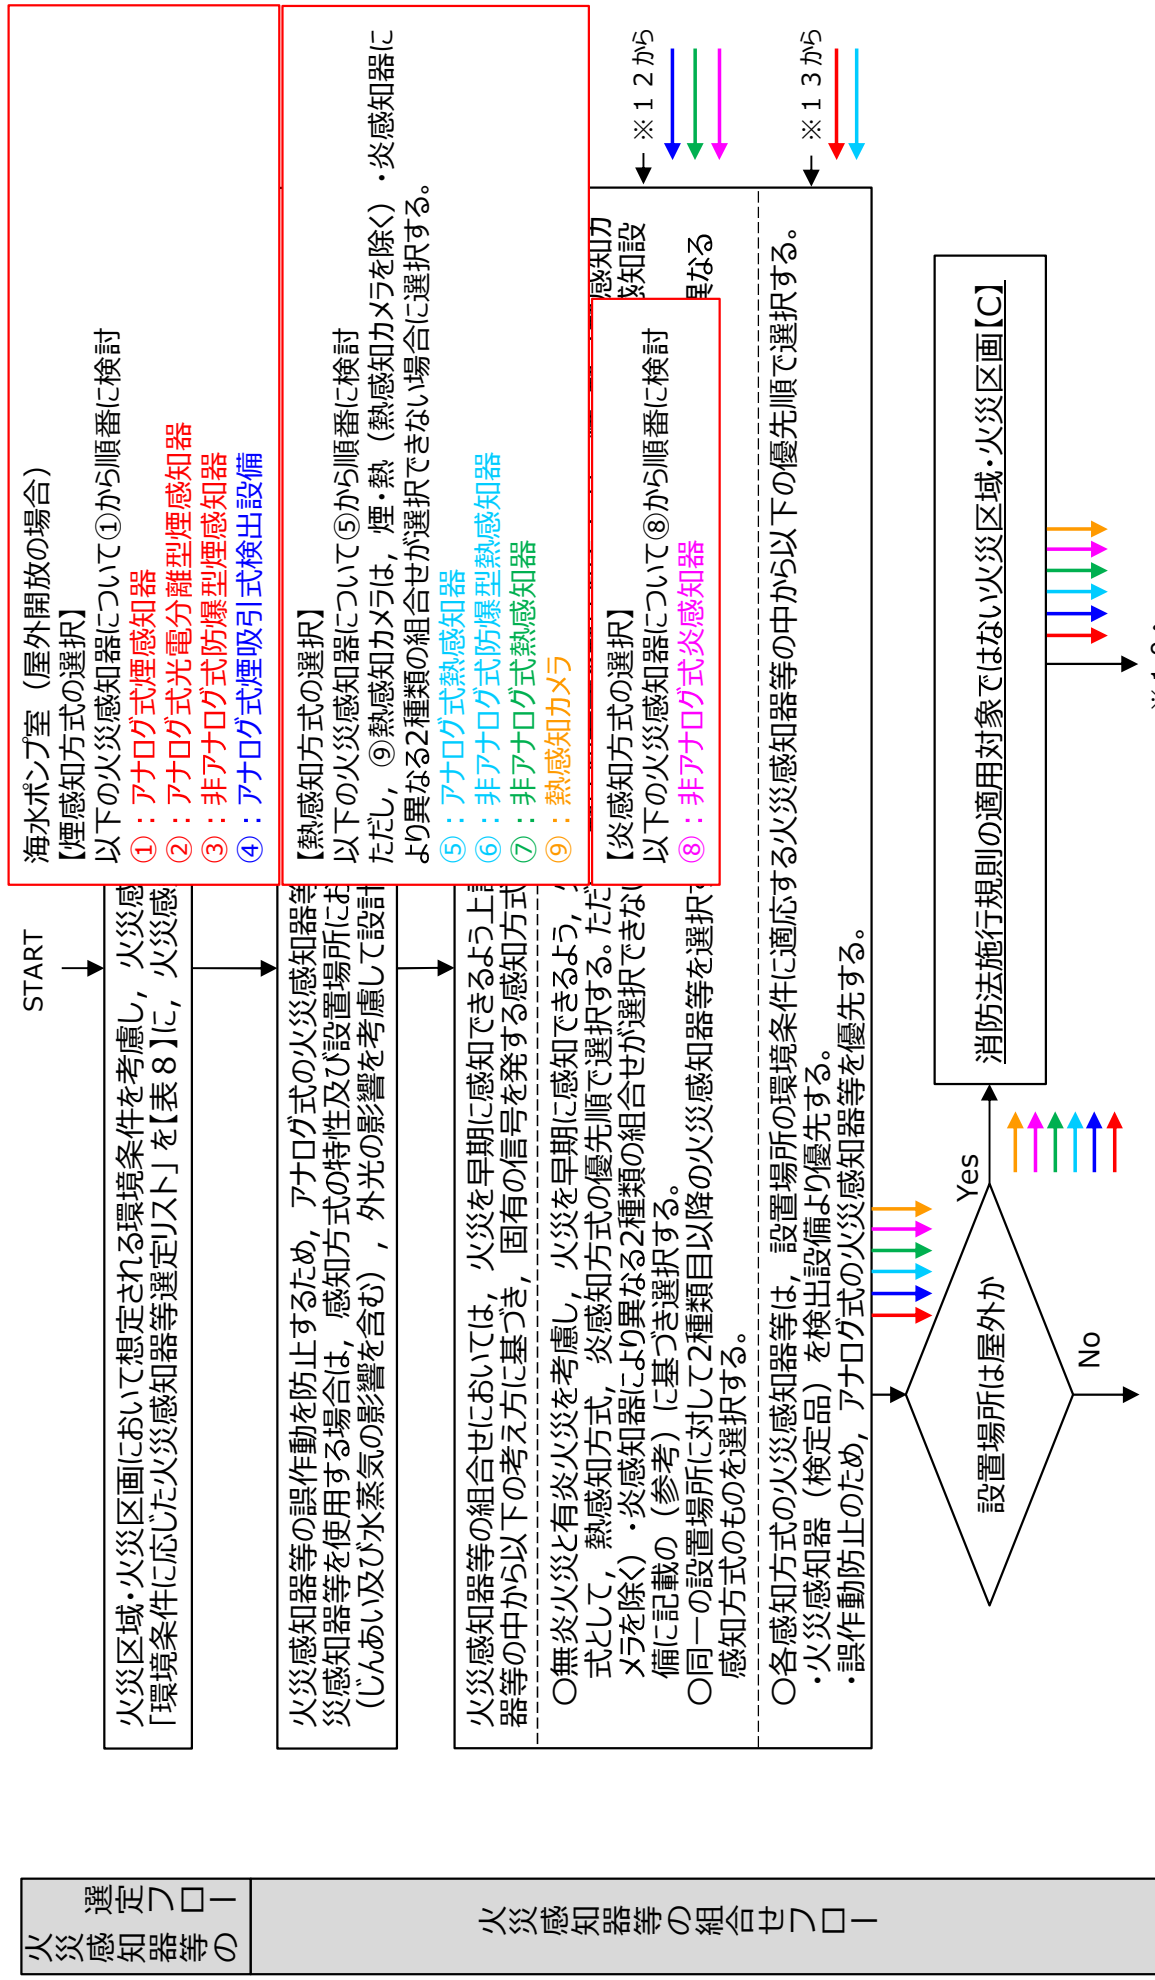 火災感知器等の
選定フロー
火災感知器等の組合せフロー
START
火災区域・火災区画において想定される環境条件を考慮し，火災感
「環境条件に応じた火災感知器等選定リスト」を【表８】に，火災感
火災感知器等の誤作動を防止するため，アナログ式の火災感知器等
災感知器等を使用する場合は，感知方式の特性及び設置場所にお
（じんあい及び水蒸気の影響を含む），外光の影響を考慮して設計
火災感知器等の組合せにおいては，火災を早期に感知できるよう上
器等の中から以下の考え方に基づき，固有の信号を発する感知方式
○無炎火災と有炎火災を考慮し，火災を早期に感知できるよう，
式として，熱感知方式，炎感知方式の優先順で選択する。ただ
感知カ
メラを除く）・炎感知器により異なる2種類の組合せが選択できな
感知設
備に記載の（参考）に基づき選択する。
○同一の設置場所に対して2種類目以降の火災感知器等を選択
異なる
感知方式のものを選択する。
○各感知方式の火災感知器等は，設置場所の環境条件に適応する火災感知器等の中から以下の優先順で選択する。
・火災感知器（検定品）を検出設備より優先する。
・誤作動防止のため，アナログ式の火災感知器等を優先する。
海水ポンプ室（屋外開放の場合）
【煙感知方式の選択】
以下の火災感知器について①から順番に検討
①：アナログ式煙感知器
②：アナログ式光電分離型煙感知器
③：非アナログ式防爆型煙感知器
④：アナログ式煙吸引式検出設備
【熱感知方式の選択】
以下の火災感知器について⑤から順番に検討
ただし，⑨熱感知カメラは，煙・熱（熱感知カメラを除く）・炎感知器に
より異なる2種類の組合せが選択できない場合に選択する。
⑤：アナログ式熱感知器
⑥：非アナログ式防爆型熱感知器
⑦：非アナログ式熱感知器
⑨：熱感知カメラ
【炎感知方式の選択】
以下の火災感知器について⑧から順番に検討
⑧：非アナログ式炎感知器
※１２から
※１３から
設置場所は屋外か
Yes
No
消防法施行規則の適用対象ではない火災区域・火災区画【C】